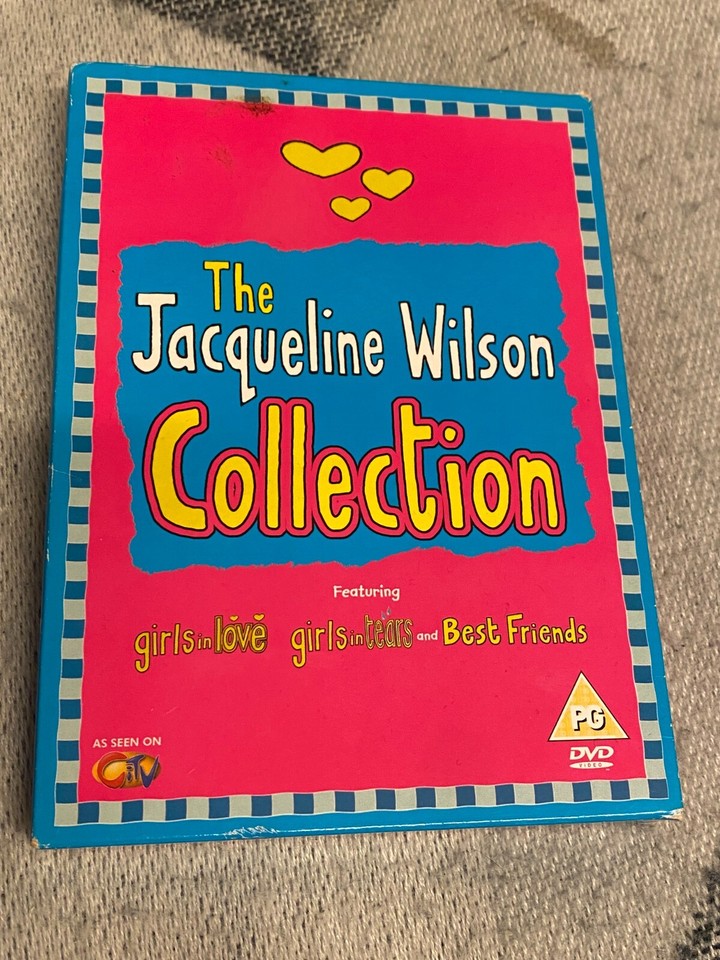 The
Jacqueline Wilson
Collection
Featuring
girls in love girls in tears and Best Friends
PG
AS SEEN ON
CiTV
DVD
VIDEO